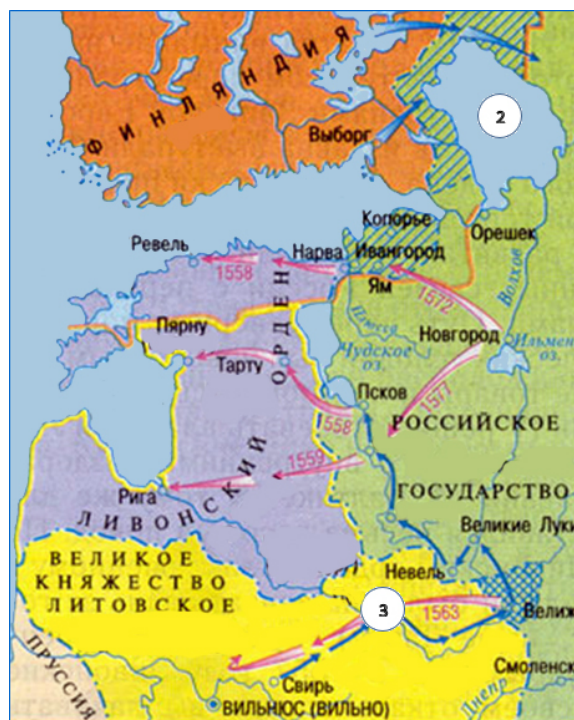 ФИНЛЯНДИЯ
2
Выборг
Копорье
Орешек
Ревель
Нарва
Ивангород
Волхов
1558
Ям
1572
ОРДЕН
Плюсса
Новгород
Пярну
Чудское
оз.
Ильмень
оз.
Тарту
Псков
1577
558
РОССИЙСКОЕ
1559
ГОСУДАРСТВО
Рига
ЛИВОНСКИЙ
Великие Луки
ВЕЛИКОЕ
КНЯЖЕСТВО
ЛИТОВСКОЕ
Невель
3
1563
Велиж
ПРУССИЯ
Смоленск
Свирь
Днепр
ВИЛЬНЮС (ВИЛЬНО)